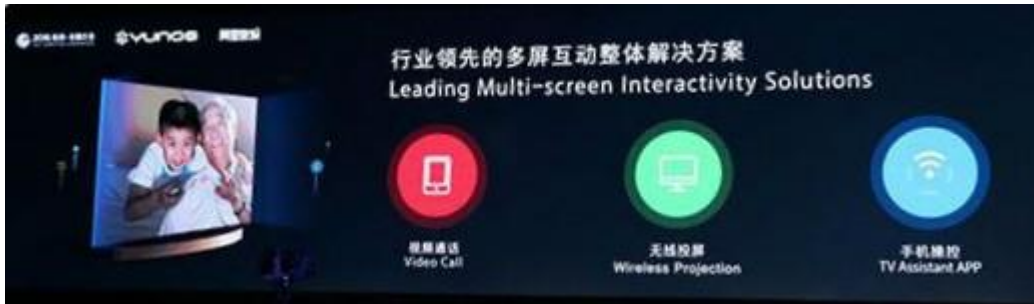 YUNOS
行业领先的多屏互动整体解决方案
Leading Multi-screen Interactivity Solutions
视频通话
Video Call
无线投屏
Wireless Projection
手机操控
TV Assistant APP